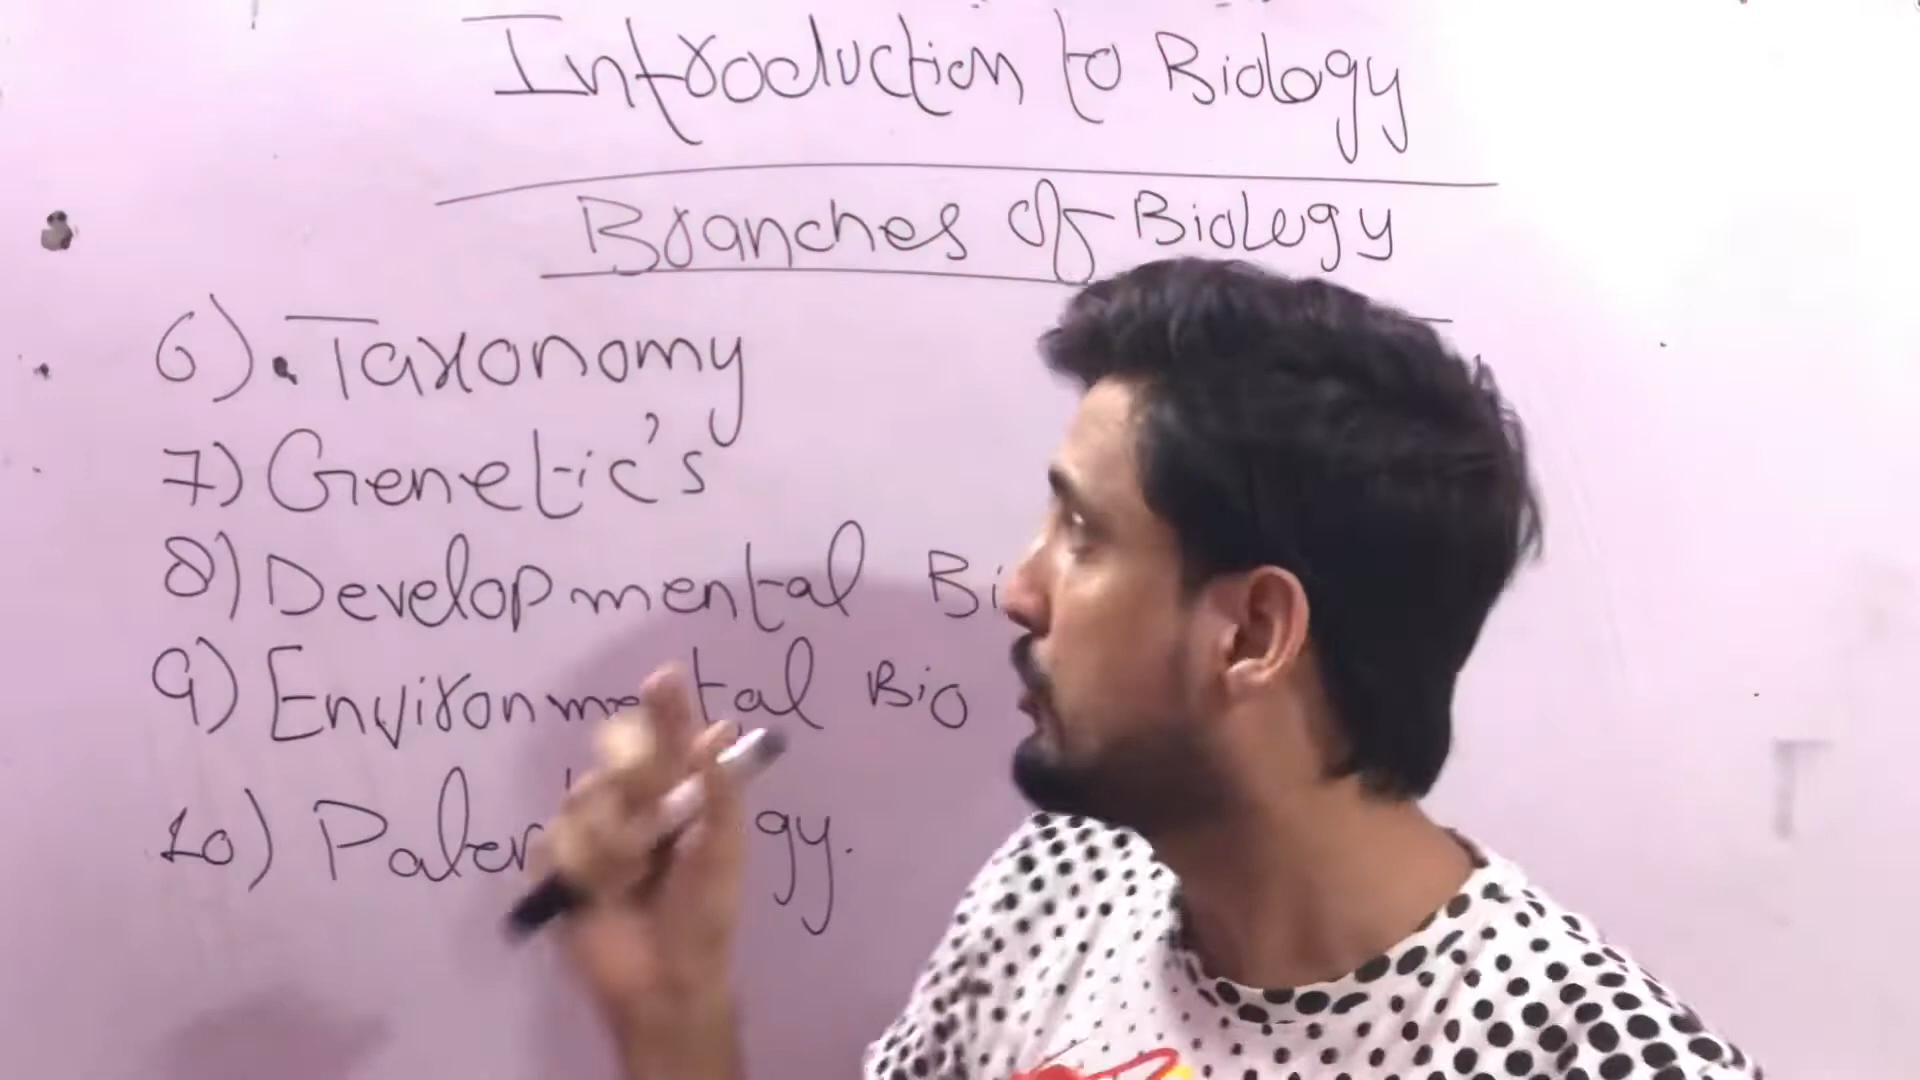 Introduction to Biology
Branches of Biology
6) Taxonomy
7) Genetic's
8) Developmental
9) Environmental Bio
10)